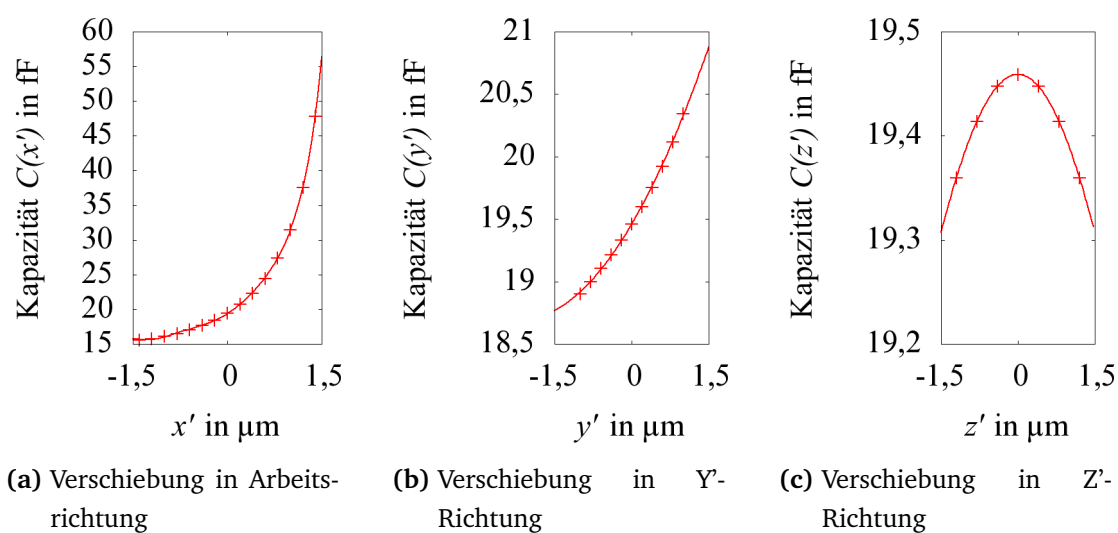 60
55
50
45
40
35
30
25
20
15
Kapazität C(x′) in fF
-1,5 0 1,5
x′ in µm
(a) Verschiebung in Arbeits-
richtung
21
20,5
20
19,5
19
18,5
Kapazität C(y′) in fF
-1,5 0 1,5
y′ in µm
(b) Verschiebung in Y’-
Richtung
19,5
19,4
19,3
19,2
Kapazität C(z′) in fF
-1,5 0 1,5
z′ in µm
(c) Verschiebung in Z’-
Richtung